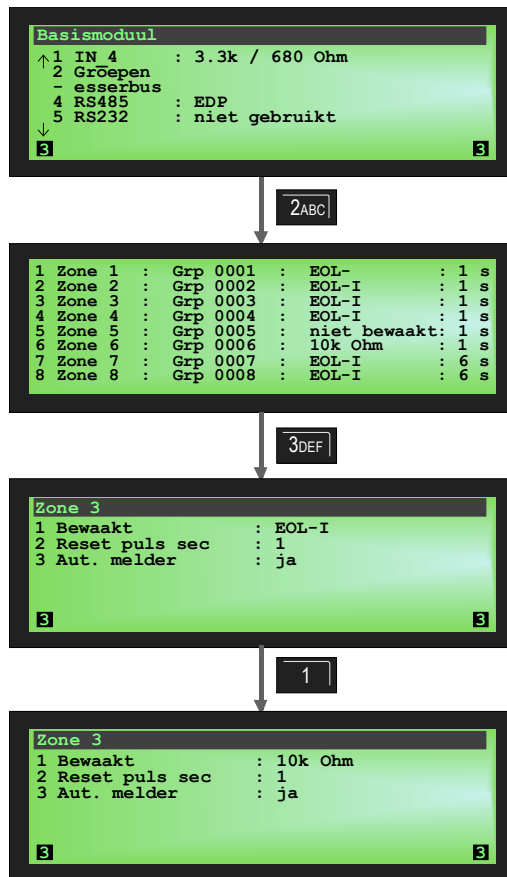 Basismoduul
↑ 1 IN_4 : 3.3k / 680 Ohm
2 Groepen
- esserbus
4 RS485 : EDP
↓ 5 RS232 : niet gebruikt
3 3
2ABC
1 Zone 1 : Grp 0001 : EOL- : 1 s
2 Zone 2 : Grp 0002 : EOL-I : 1 s
3 Zone 3 : Grp 0003 : EOL-I : 1 s
4 Zone 4 : Grp 0004 : EOL-I : 1 s
5 Zone 5 : Grp 0005 : niet bewaakt: 1 s
6 Zone 6 : Grp 0006 : 10k Ohm : 1 s
7 Zone 7 : Grp 0007 : EOL-I : 6 s
8 Zone 8 : Grp 0008 : EOL-I : 6 s
3DEF
Zone 3
1 Bewaakt : EOL-I
2 Reset puls sec : 1
3 Aut. melder : ja
3 3
1
Zone 3
1 Bewaakt : 10k Ohm
2 Reset puls sec : 1
3 Aut. melder : ja
3 3